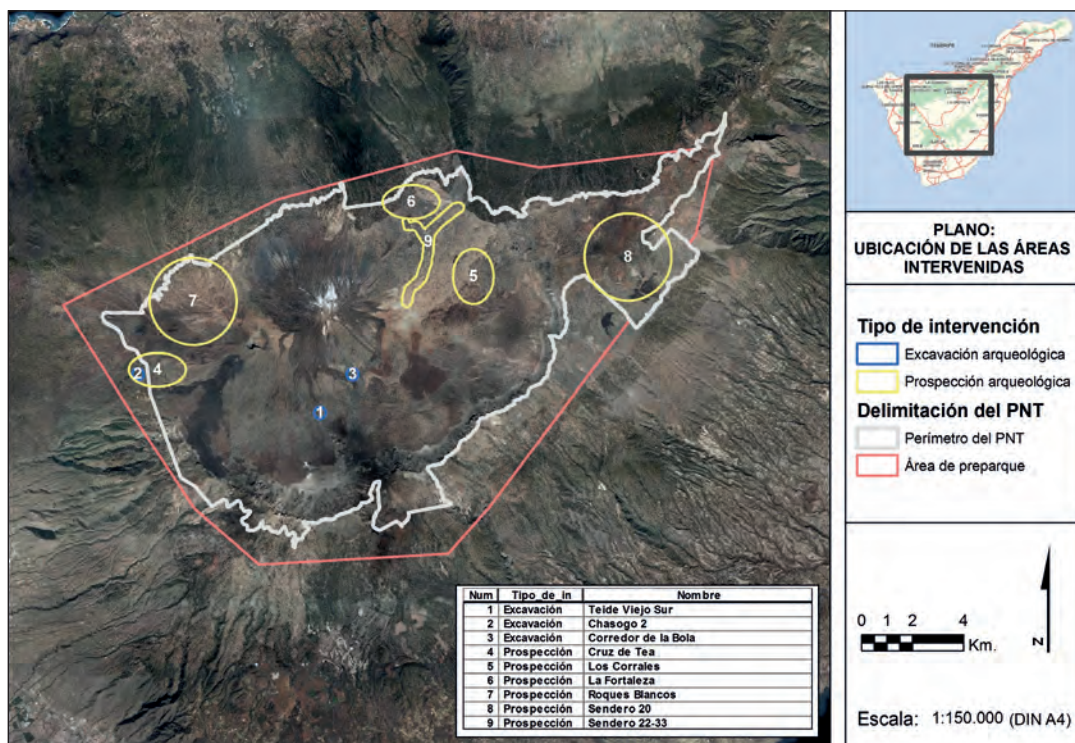 6
9
5
8
7
2
4
3
1
Num Tipo_de_in Nombre
1 Excavación Teide Viejo Sur
2 Excavación Chasogo 2
3 Excavación Corredor de la Bola
4 Prospección Cruz de Tea
5 Prospección Los Corrales
6 Prospección La Fortaleza
7 Prospección Roques Blancos
8 Prospección Sendero 20
9 Prospección Sendero 22-33
PLANO:
UBICACIÓN DE LAS ÁREAS
INTERVENIDAS
Tipo de intervención
Excavación arqueológica
Prospección arqueológica
Delimitación del PNT
Perímetro del PNT
Área de preparque
0 1 2 4
Km.
N
Escala: 1:150.000 (DIN A4)